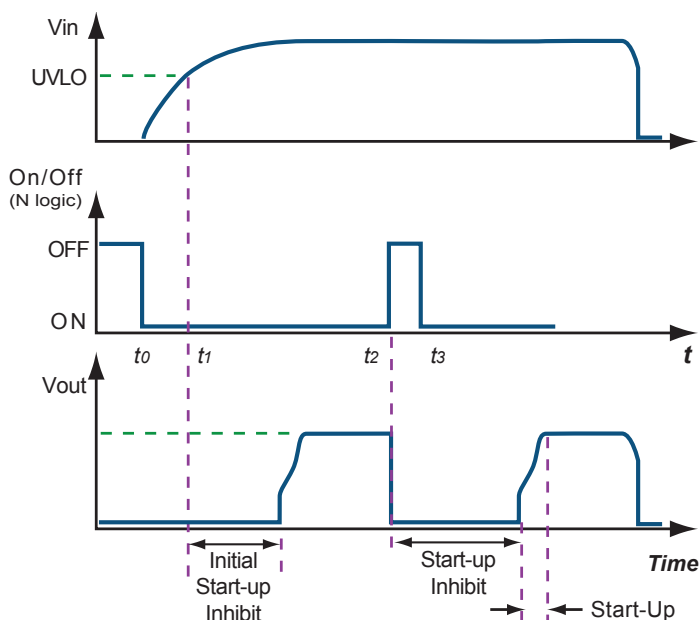 Vin
UVLO
On/Off
(N logic)
OFF
ON
t0 t1 t2 t3 t
Vout
Initial
Start-up
Inhibit
Start-up
Inhibit
Time
Start-Up